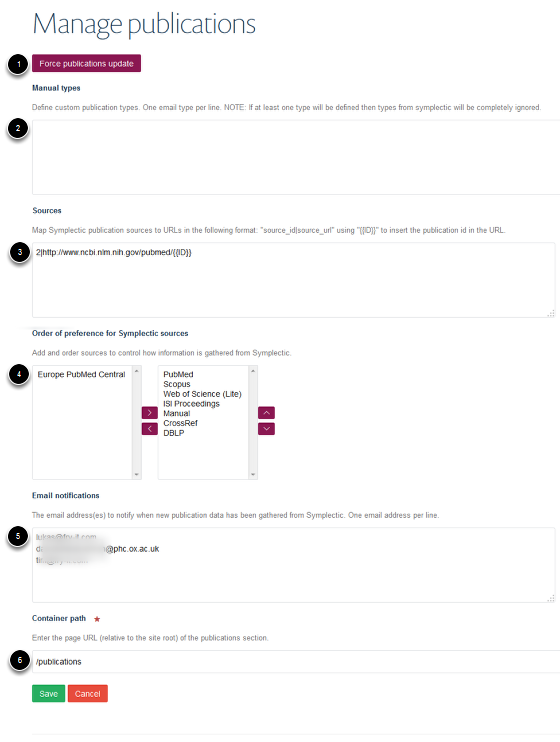 Manage publications
1 Force publications update
Manual types
Define custom publication types. One email type per line. NOTE: If at least one type will be defined then types from symplectic will be completely ignored.
2
Sources
Map Symplectic publication sources to URLs in the following format: "source_id|source_url" using "{{ID}}" to insert the publication id in the URL.
3 2|http://www.ncbi.nlm.nih.gov/pubmed/{{ID}}
Order of preference for Symplectic sources
Add and order sources to control how information is gathered from Symplectic.
4 Europe PubMed Central
PubMed
Scopus
Web of Science (Lite)
ISI Proceedings
Manual
CrossRef
DBLP
Email notifications
The email address(es) to notify when new publication data has been gathered from Symplectic. One email address per line.
5
@phc.ox.ac.uk
Container path ★
Enter the page URL (relative to the site root) of the publications section.
6 /publications
Save Cancel